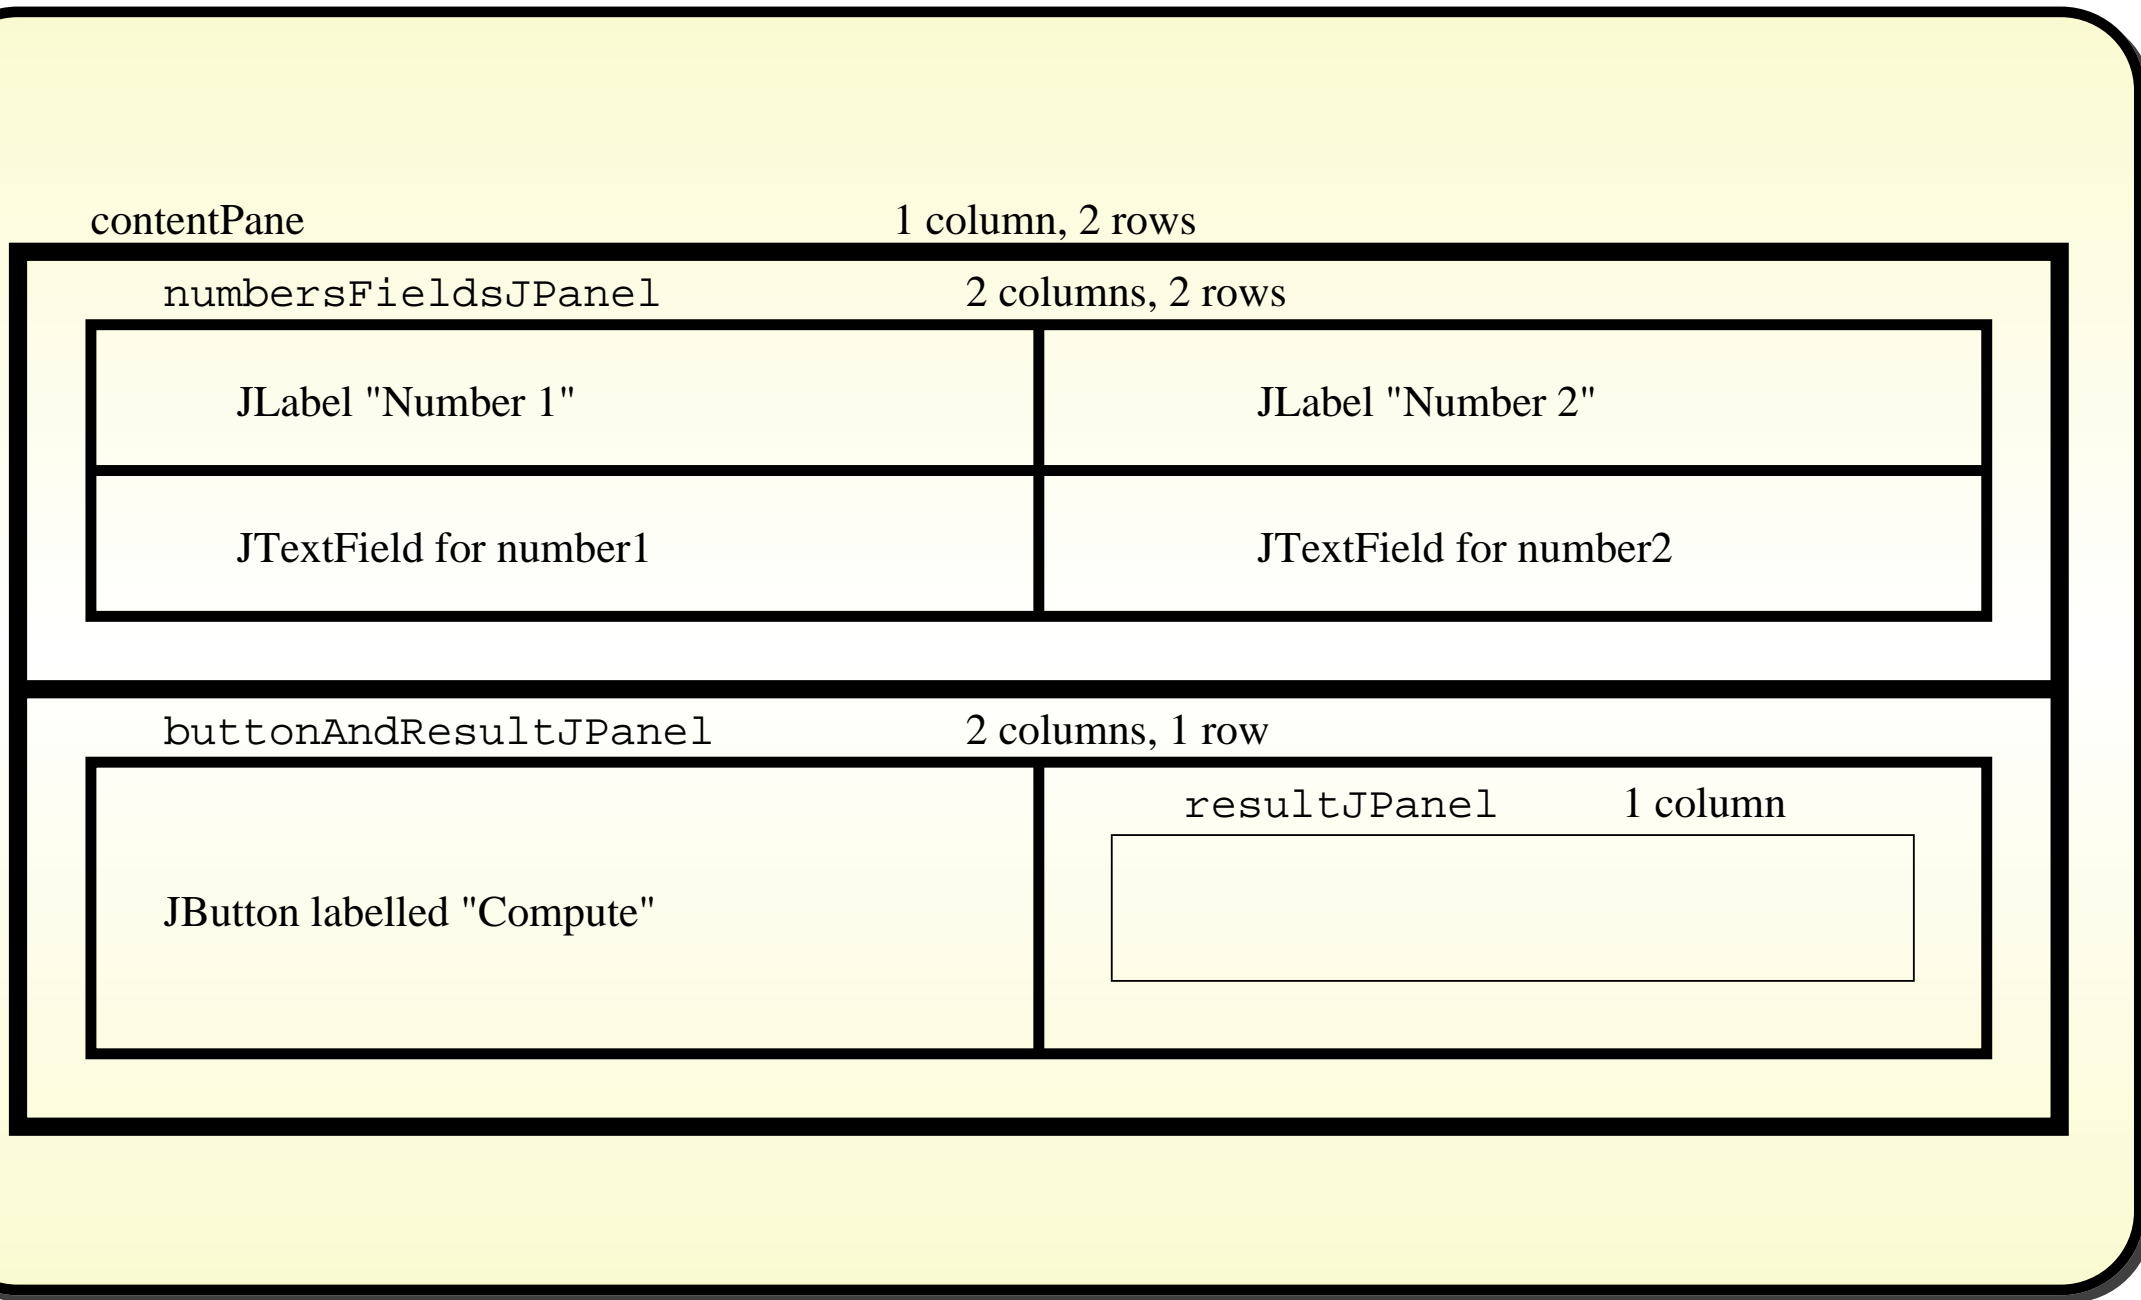 contentPane 1 column, 2 rows
numbersFieldsJPanel 2 columns, 2 rows
JLabel "Number 1" JLabel "Number 2"
JTextField for number1 JTextField for number2
buttonAndResultJPanel 2 columns, 1 row
resultJPanel 1 column
JButton labelled "Compute"